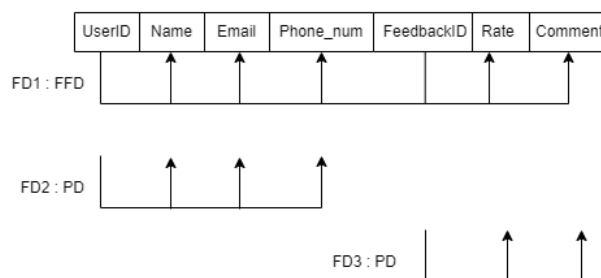 UserID Name Email Phone_num FeedbackID Rate Comment
FD1 : FFD
FD2 : PD
FD3 : PD